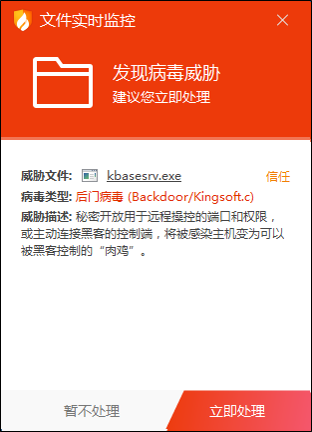 文件实时监控
发现病毒威胁
建议您立即处理
威胁文件: kbasesrv.exe 信任
病毒类型: 后门病毒 (Backdoor/Kingsoft.c)
威胁描述: 秘密开放用于远程操控的端口和权限，
或主动连接黑客的控制端，将被感染主机变为可以
被黑客控制的“肉鸡”。
暂不处理 立即处理